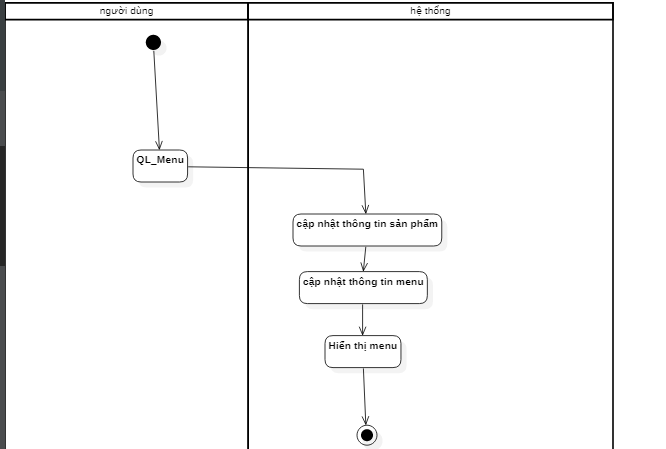 người dùng
hệ thống
QL_Menu
cập nhật thông tin sản phẩm
cập nhật thông tin menu
Hiển thị menu